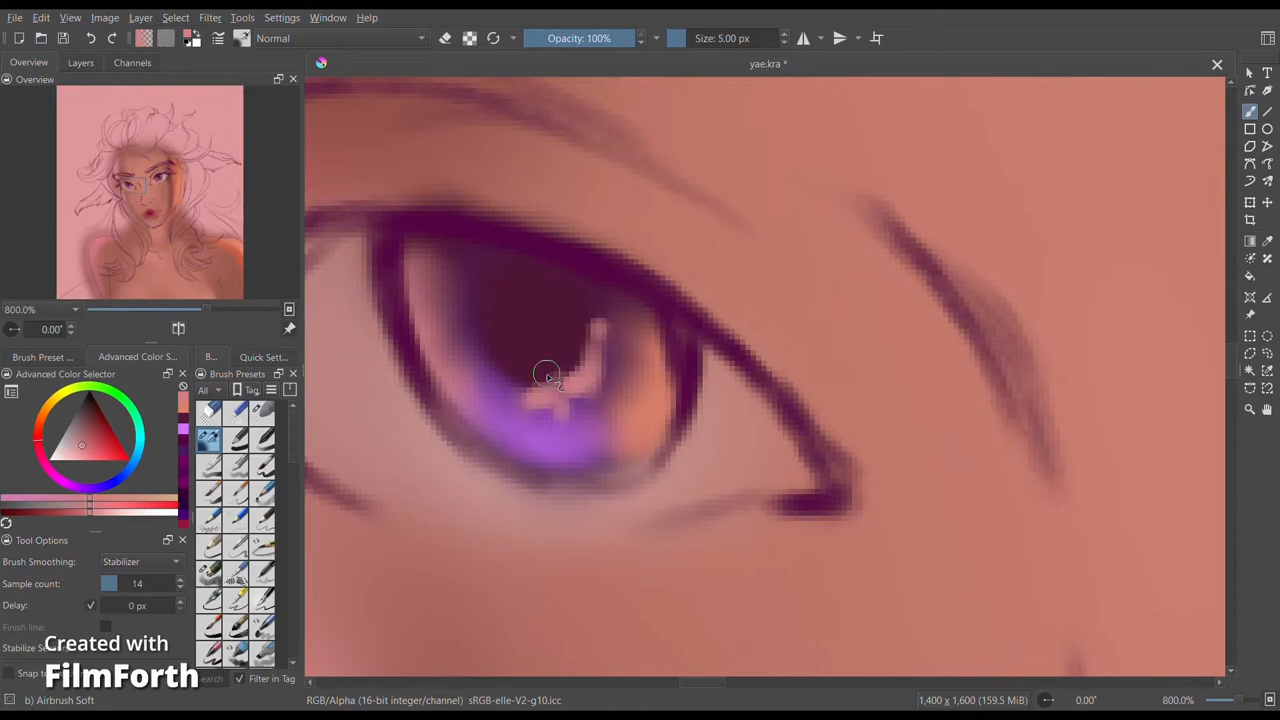 File Edit View Image Layer Select Filter Tools Settings Window Help
Normal Opacity: 100% Size: 5.00 px
Overview Layers Channels
yae.kra *
Overview
800.0%
0.00°
Brush Preset ... Advanced Color S... B... Quick Sett...
Advanced Color Selector
Brush Presets
All Tag
Tool Options
Brush Smoothing: Stabilizer
Sample count: 14
Delay: 0 px
Finish line:
Stabilize Sensors
Snap to
Created with
FilmForth
Search Filter in Tag
b) Airbrush Soft RGB/Alpha (16-bit integer/channel) sRGB-elle-V2-g10.icc 1,400 x 1,600 (159.5 MiB) 0.00° 800.0%